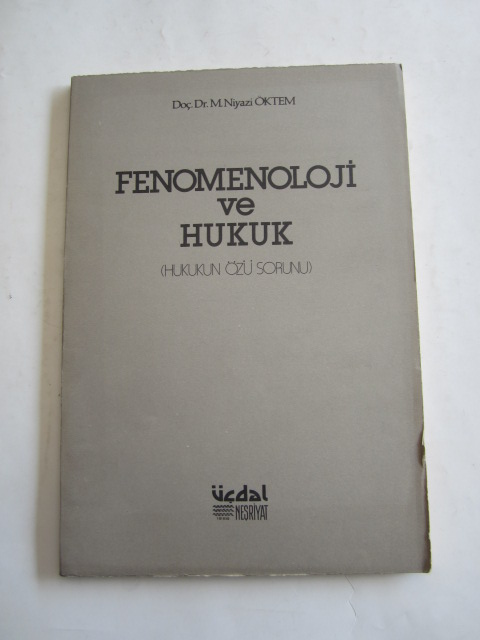 Doç. Dr. M. Niyazi ÖKTEM
FENOMENOLOJİ
ve
HUKUK
(HUKUKUN ÖZÜ SORUNU)
üçdal
NEŞRİYAT